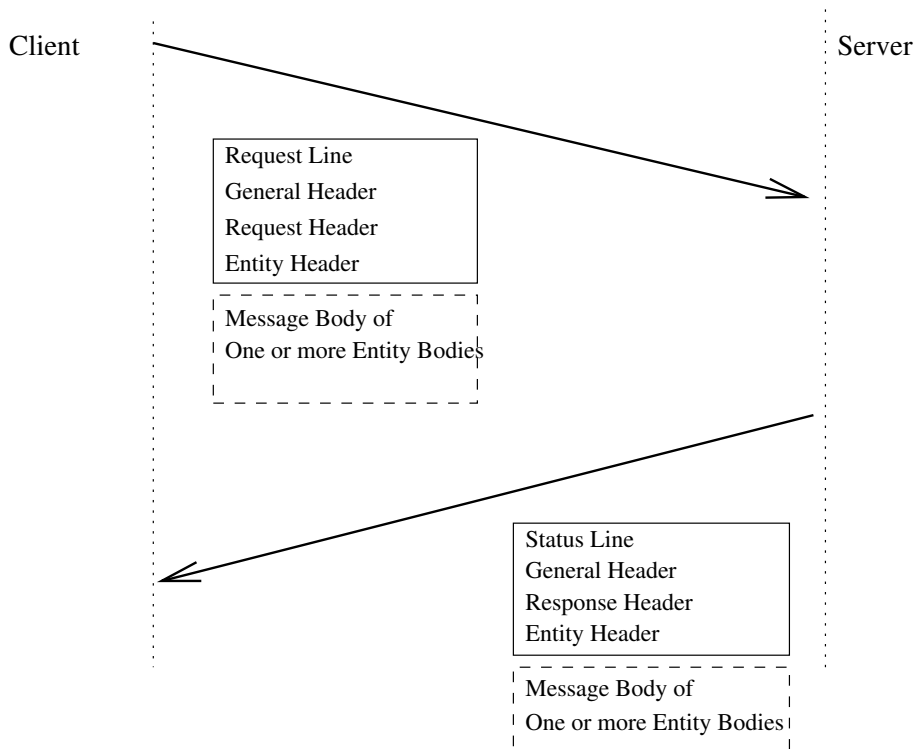 Client
Server
Request Line
General Header
Request Header
Entity Header
Message Body of
One or more Entity Bodies
Status Line
General Header
Response Header
Entity Header
Message Body of
One or more Entity Bodies